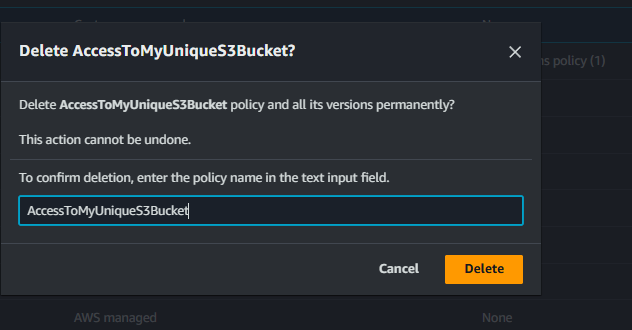 Delete AccessToMyUniqueS3Bucket?
ns policy (1)
Delete AccessToMyUniqueS3Bucket policy and all its versions permanently?
This action cannot be undone.
To confirm deletion, enter the policy name in the text input field.
AccessToMyUniqueS3Bucket
Cancel Delete
AWS managed None